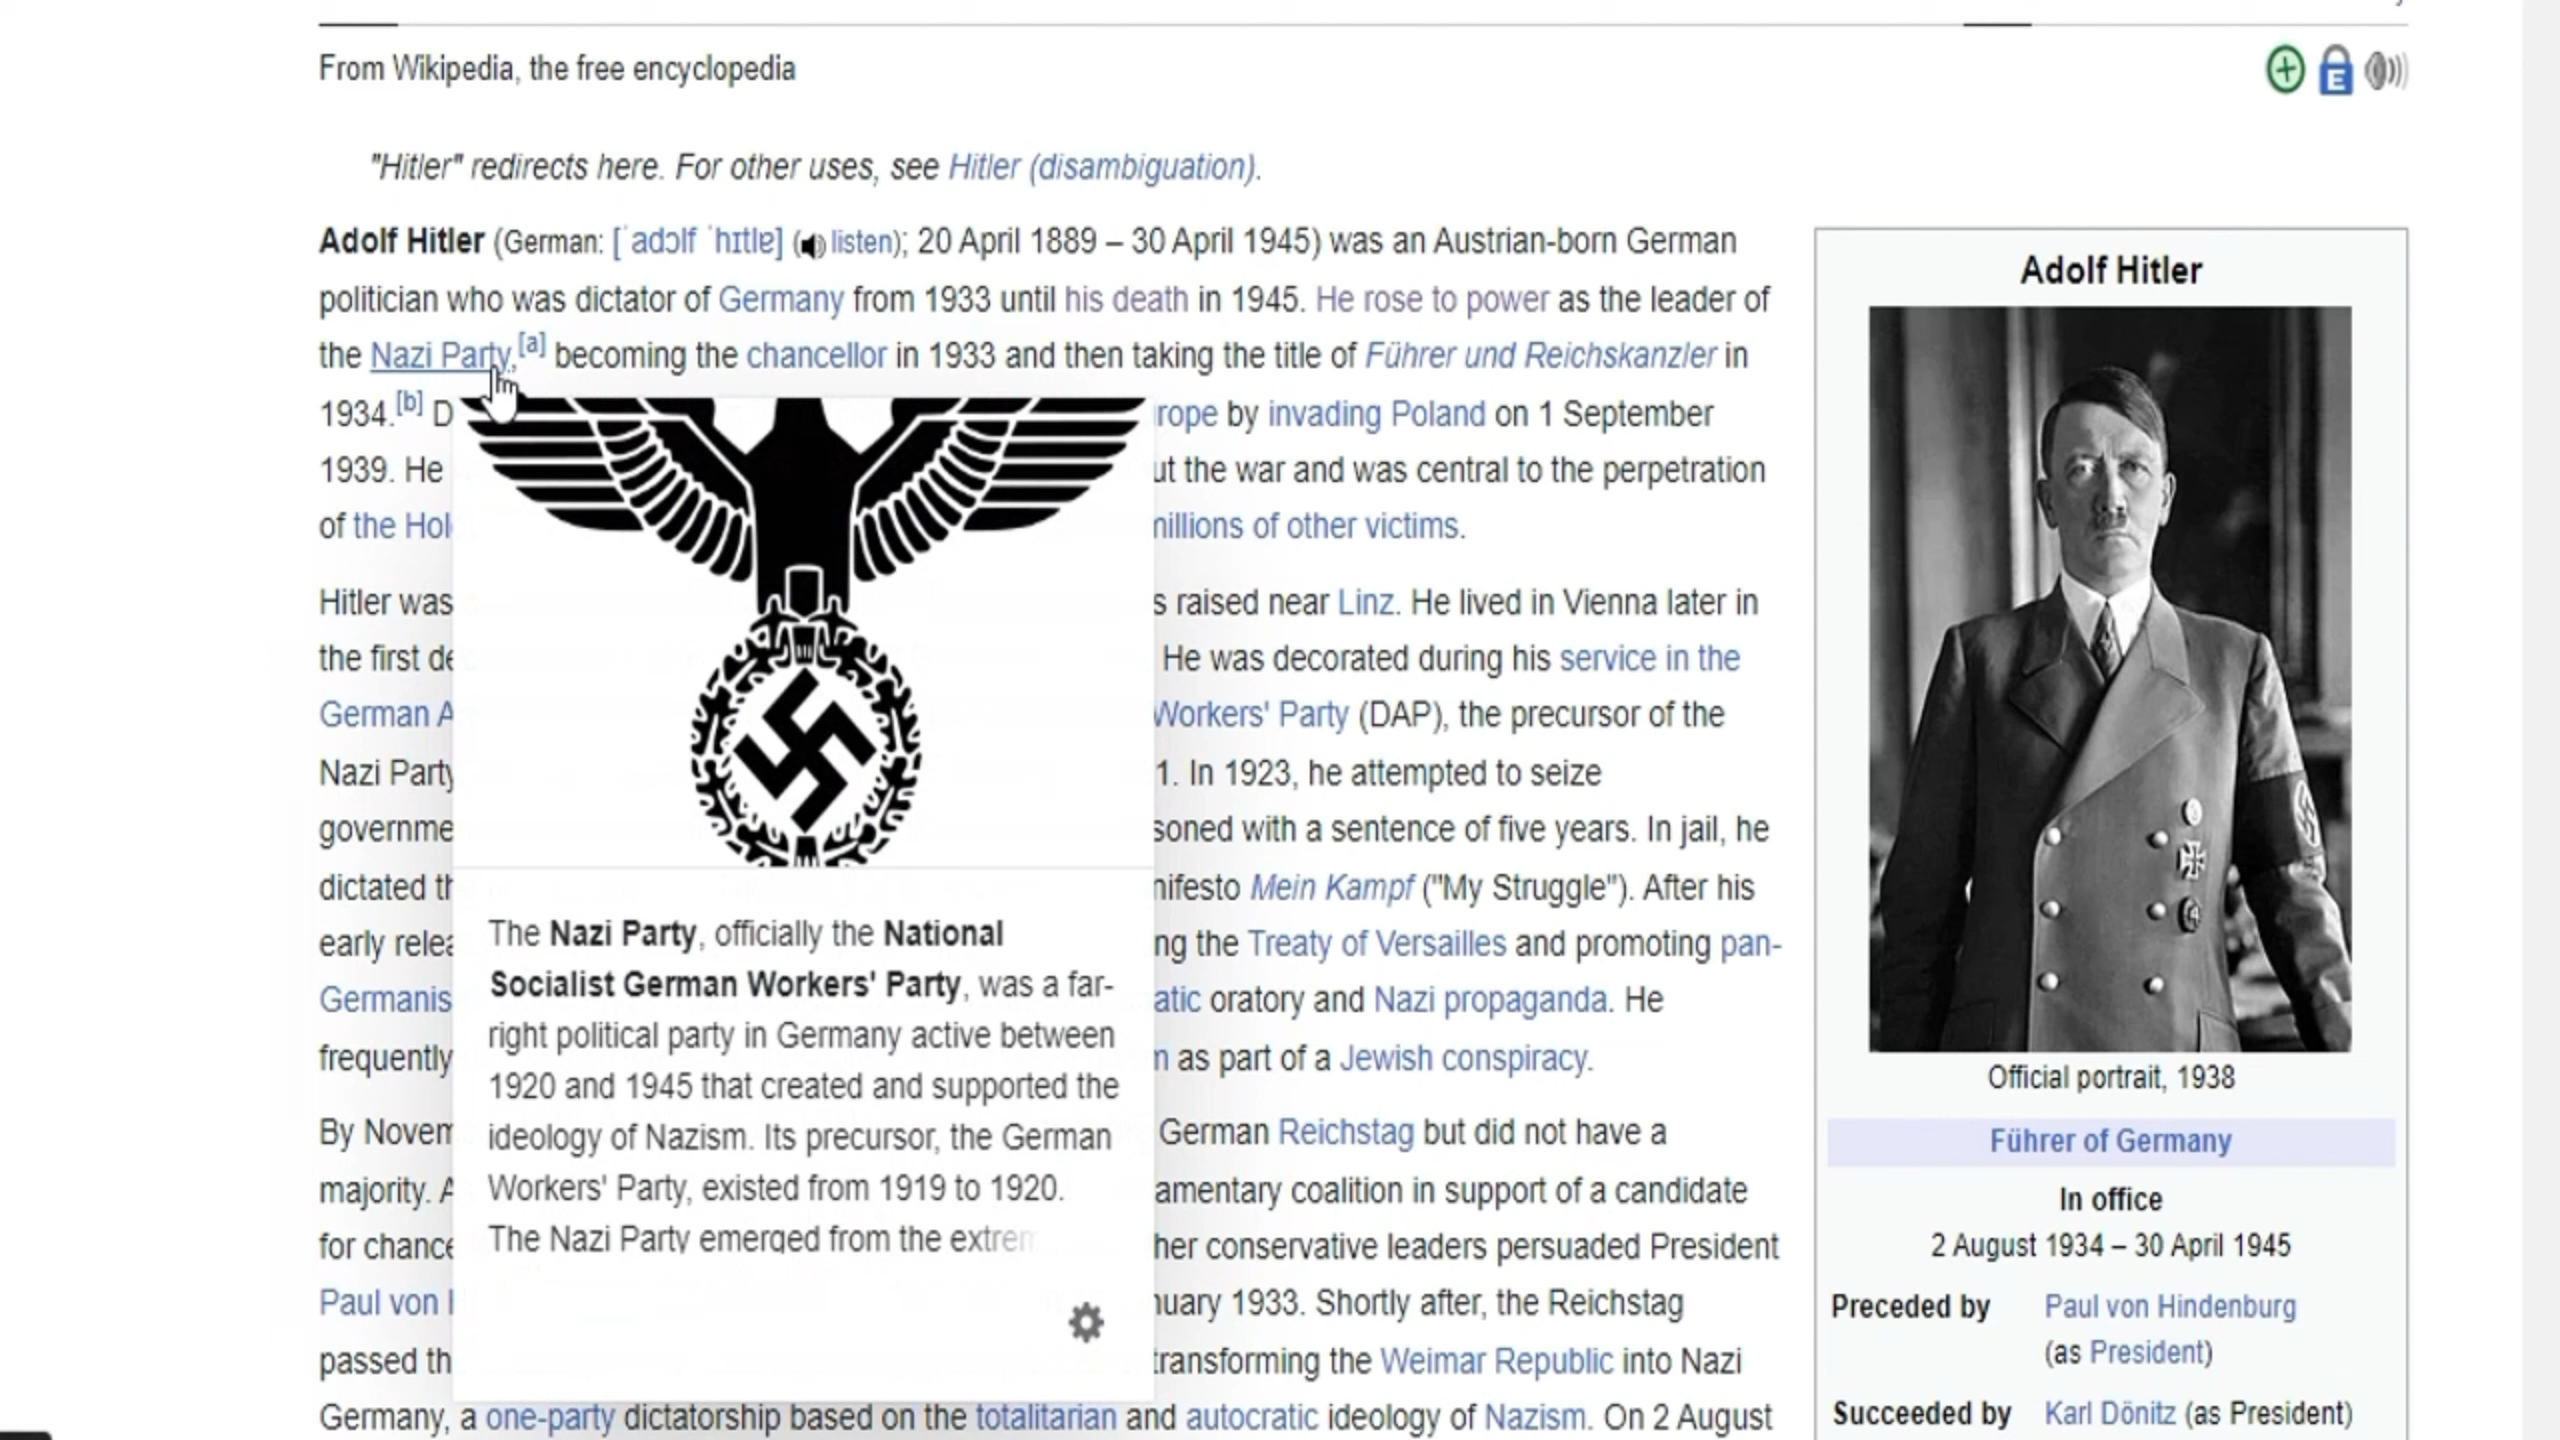 From Wikipedia, the free encyclopedia
E
"Hitler" redirects here. For other uses, see Hitler (disambiguation).
Adolf Hitler (German: [ˈadɔlf ˈhɪtlɐ] (listen); 20 April 1889 – 30 April 1945) was an Austrian-born German
politician who was dictator of Germany from 1933 until his death in 1945. He rose to power as the leader of
the Nazi Party,[a] becoming the chancellor in 1933 and then taking the title of Führer und Reichskanzler in
1934.[b] D rope by invading Poland on 1 September
1939. He ut the war and was central to the perpetration
of the Hol millions of other victims.
Hitler was s raised near Linz. He lived in Vienna later in
the first de He was decorated during his service in the
German A Workers' Party (DAP), the precursor of the
Nazi Party 1. In 1923, he attempted to seize
governme soned with a sentence of five years. In jail, he
dictated th nifesto Mein Kampf ("My Struggle"). After his
early relea ng the Treaty of Versailles and promoting pan-
Germanis atic oratory and Nazi propaganda. He
frequently m as part of a Jewish conspiracy.
By Novem German Reichstag but did not have a
majority. A amentary coalition in support of a candidate
for chance her conservative leaders persuaded President
Paul von H nuary 1933. Shortly after, the Reichstag
passed th transforming the Weimar Republic into Nazi
Germany, a one-party dictatorship based on the totalitarian and autocratic ideology of Nazism. On 2 August
The Nazi Party, officially the National
Socialist German Workers' Party, was a far-
right political party in Germany active between
1920 and 1945 that created and supported the
ideology of Nazism. Its precursor, the German
Workers' Party, existed from 1919 to 1920.
The Nazi Party emerged from the extrem
Adolf Hitler
Official portrait, 1938
Führer of Germany
In office
2 August 1934 – 30 April 1945
Preceded by Paul von Hindenburg
(as President)
Succeeded by Karl Dönitz (as President)